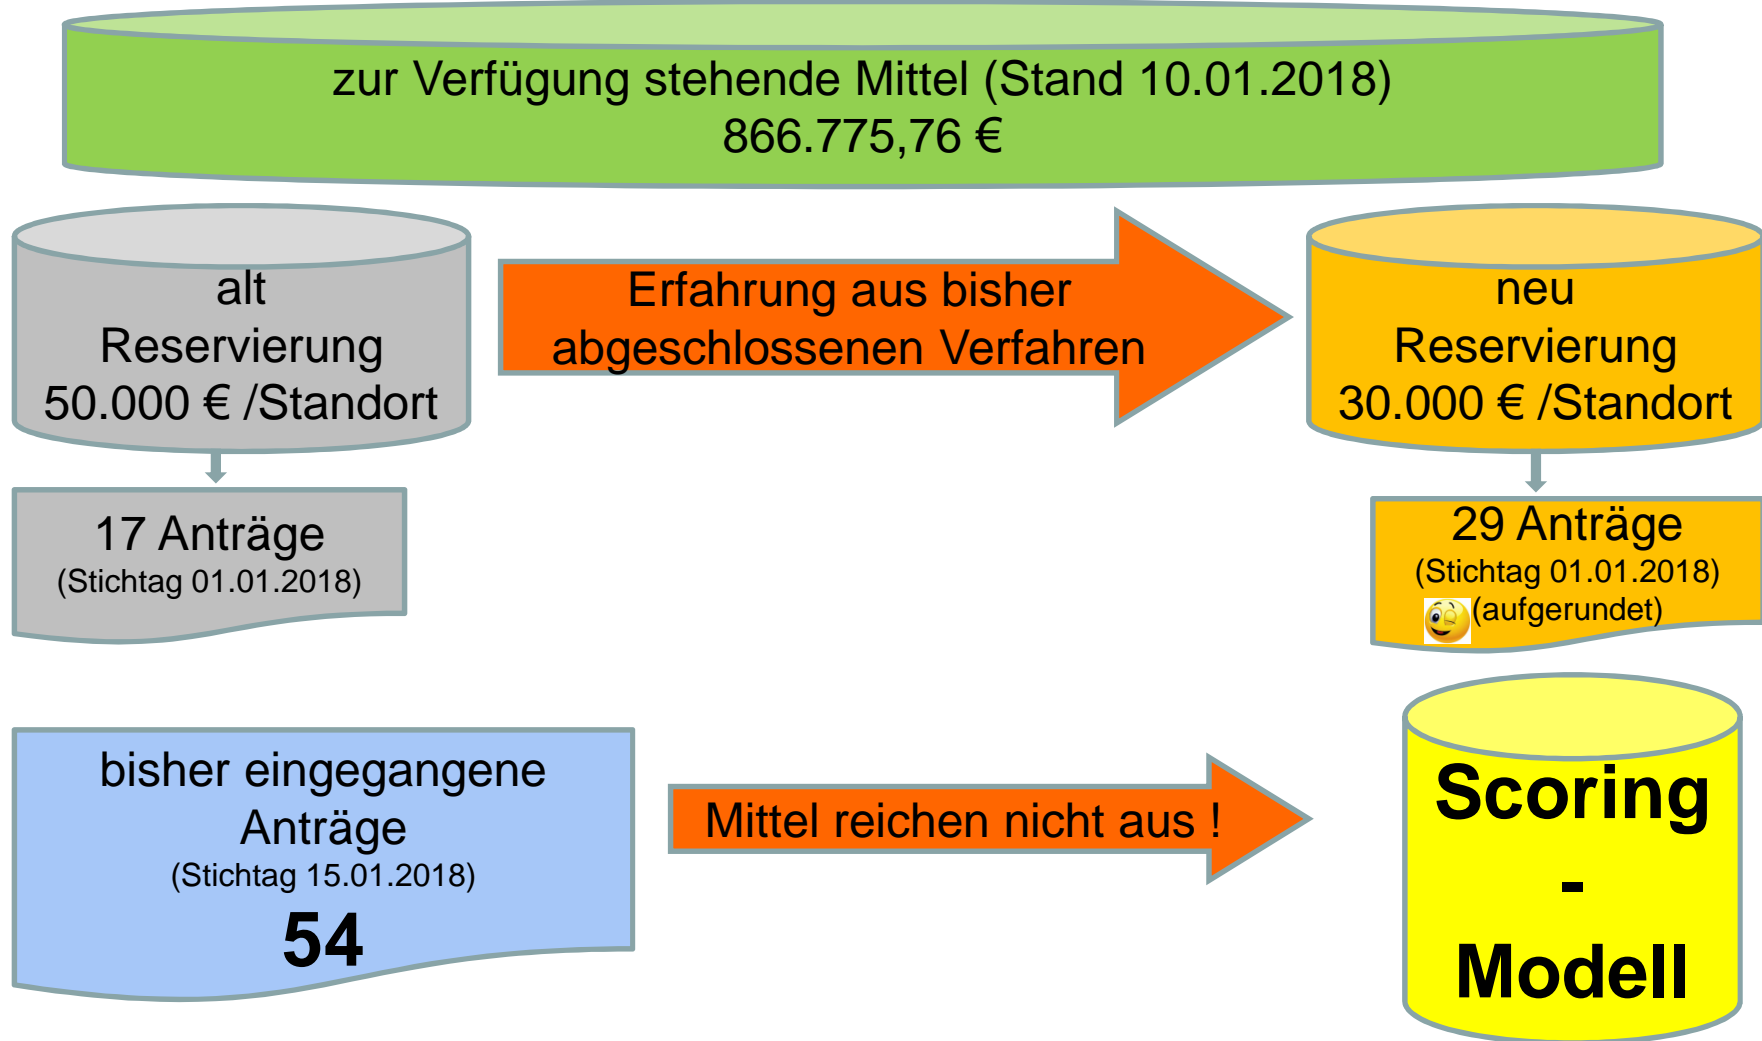 zur Verfügung stehende Mittel (Stand 10.01.2018)
866.775,76 €
alt
Reservierung
50.000 € /Standort
Erfahrung aus bisher
abgeschlossenen Verfahren
neu
Reservierung
30.000 € /Standort
17 Anträge
(Stichtag 01.01.2018)
29 Anträge
(Stichtag 01.01.2018)
(aufgerundet)
bisher eingegangene
Anträge
(Stichtag 15.01.2018)
54
Mittel reichen nicht aus !
Scoring
-
Modell